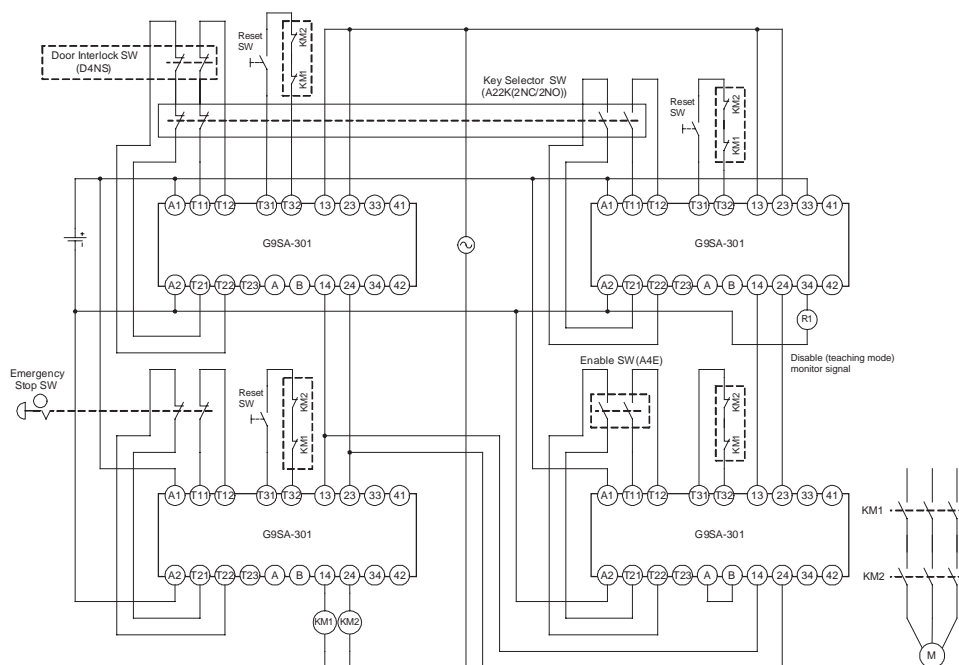 Door Interlock SW
(D4NS)
Reset
SW
KM2
KM1
Key Selector SW
(A22K(2NC/2NO))
Reset
SW
KM2
KM1
A1 T11 T12 T31 T32 13 23 33 41
G9SA-301
A2 T21 T22 T23 A B 14 24 34 42
A1 T11 T12 T31 T32 13 23 33 41
G9SA-301
A2 T21 T22 T23 A B 14 24 34 42
+
−
R1
Disable (teaching mode)
monitor signal
Emergency
Stop SW
Reset
SW
KM2
KM1
Enable SW (A4E)
Reset
SW
KM2
KM1
A1 T11 T12 T31 T32 13 23 33 41
G9SA-301
A2 T21 T22 T23 A B 14 24 34 42
KM1 KM2
A1 T11 T12 T31 T32 13 23 33 41
G9SA-301
A2 T21 T22 T23 A B 14 24 34 42
KM1
KM2
M